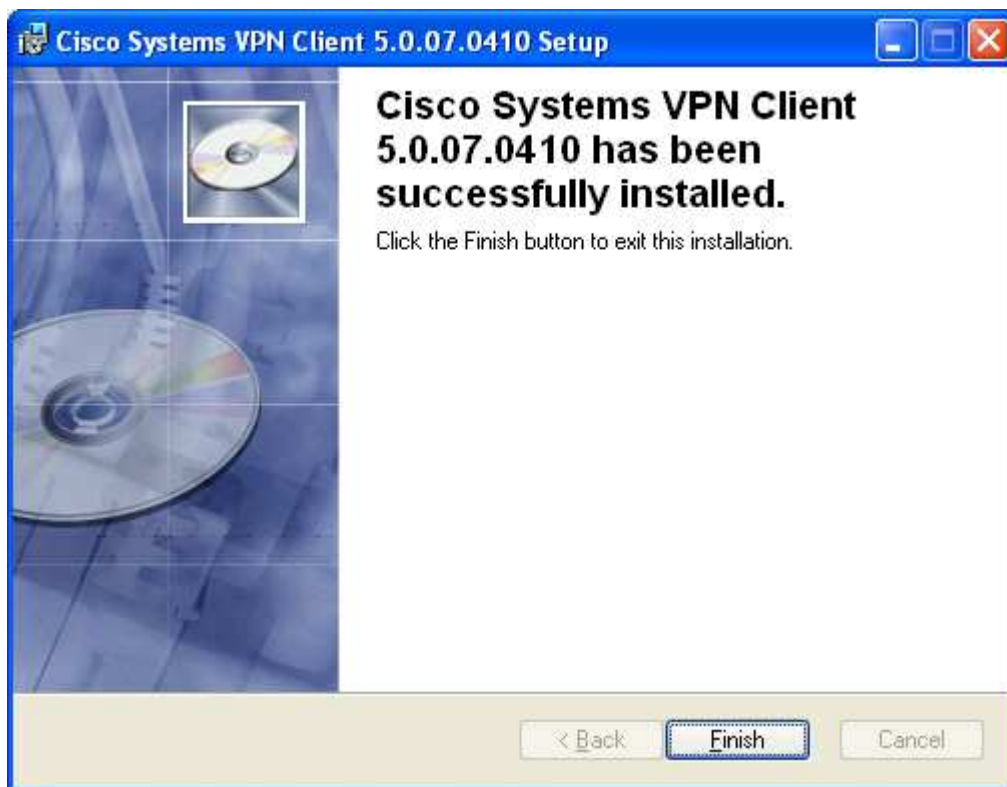 Cisco Systems VPN Client 5.0.07.0410 Setup
Cisco Systems VPN Client
5.0.07.0410 has been
successfully installed.
Click the Finish button to exit this installation.
< Back
Finish
Cancel